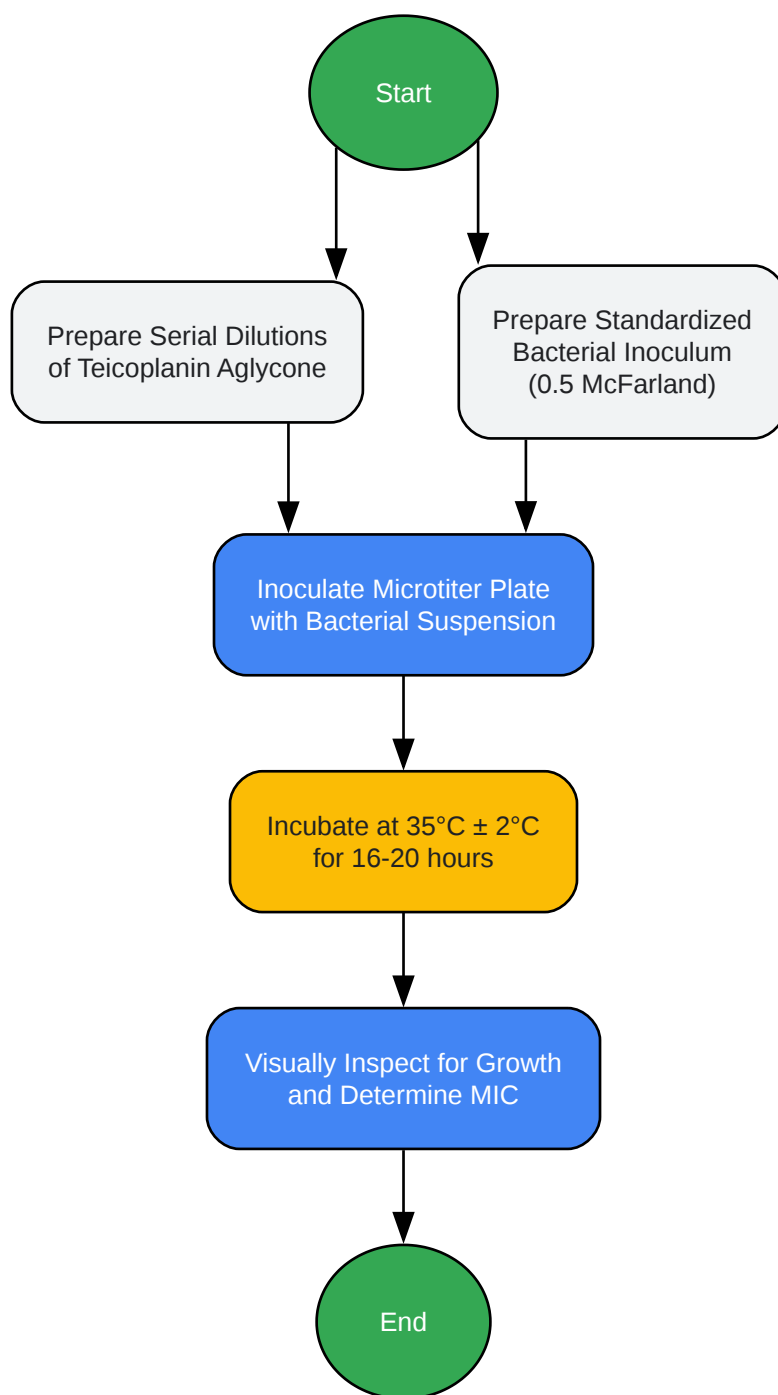 Start
Prepare Serial Dilutions
of Teicoplanin Aglycone
Prepare Standardized
Bacterial Inoculum
(0.5 McFarland)
Inoculate Microtiter Plate
with Bacterial Suspension
Incubate at 35°C ± 2°C
for 16-20 hours
Visually Inspect for Growth
and Determine MIC
End